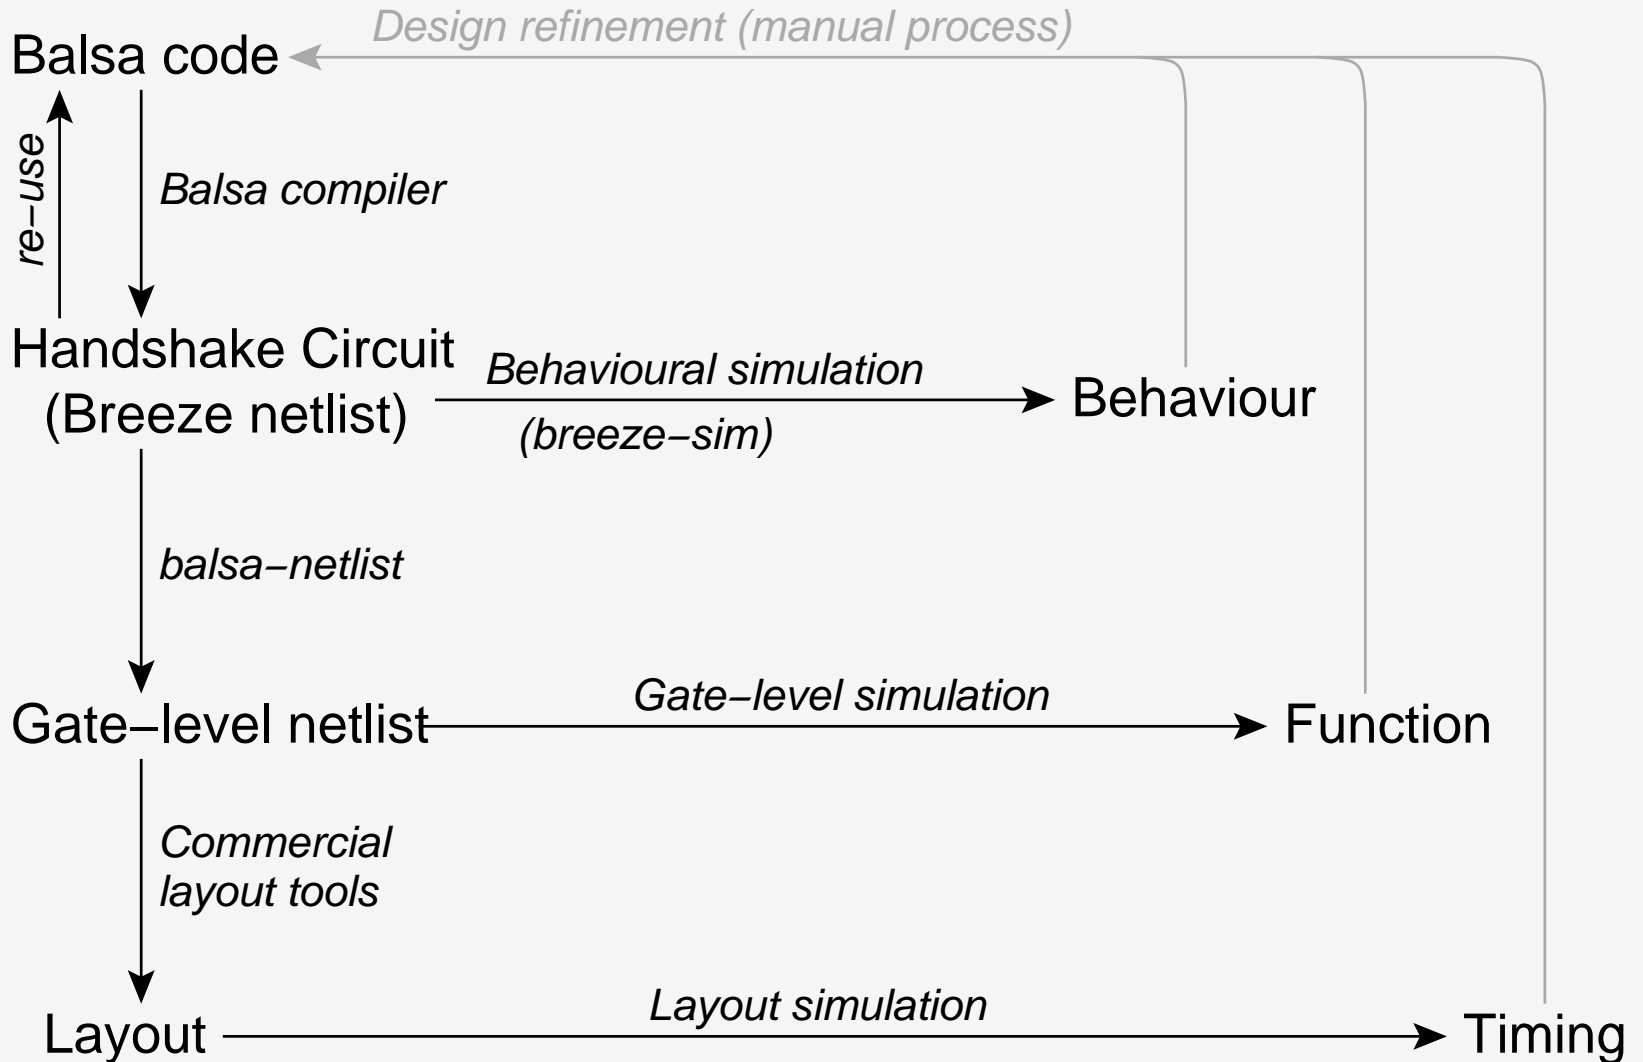 Design refinement (manual process)
Balsa code
re−use
Balsa compiler
Handshake Circuit
(Breeze netlist)
Behavioural simulation
(breeze−sim)
Behaviour
balsa−netlist
Gate−level netlist
Gate−level simulation
Function
Commercial
layout tools
Layout
Layout simulation
Timing